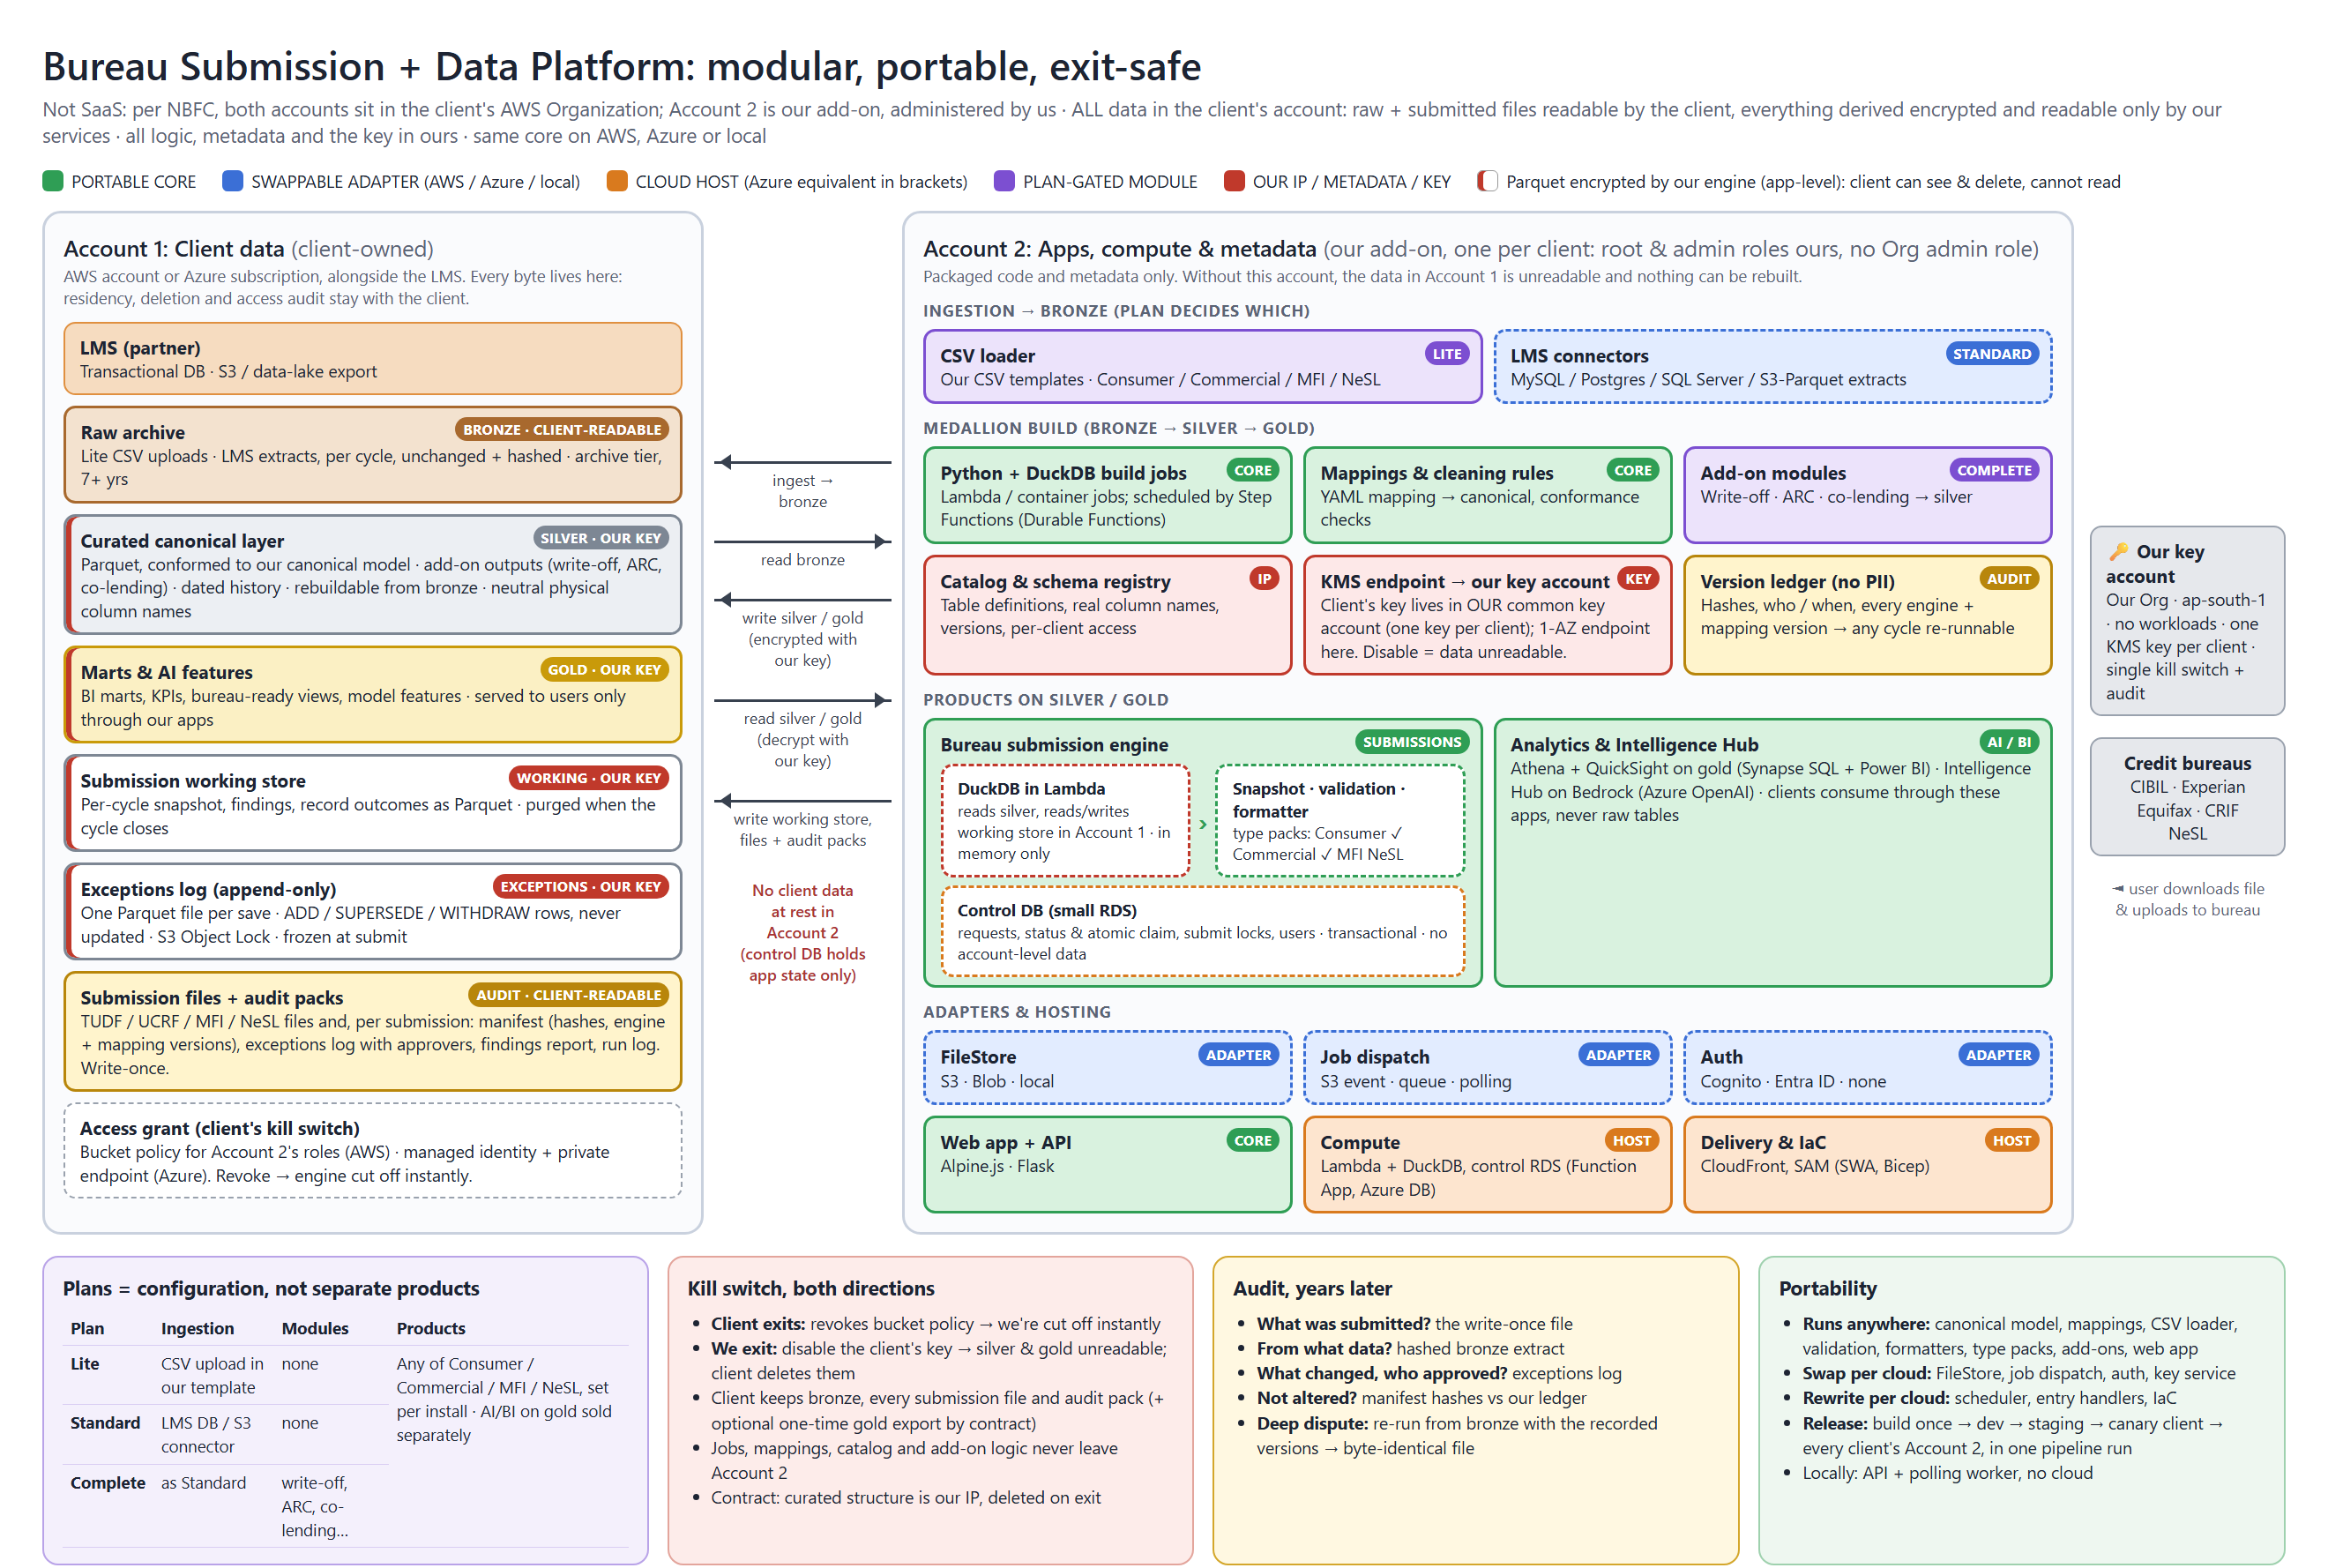 Bureau Submission + Data Platform: modular, portable, exit-safe
Not SaaS: per NBFC, both accounts sit in the client's AWS Organization; Account 2 is our add-on, administered by us · ALL data in the client's account: raw + submitted files readable by the client, everything derived encrypted and readable only by our
services · all logic, metadata and the key in ours · same core on AWS, Azure or local
PORTABLE CORE
SWAPPABLE ADAPTER (AWS / Azure / local)
CLOUD HOST (Azure equivalent in brackets)
PLAN-GATED MODULE
OUR IP / METADATA / KEY
Parquet encrypted by our engine (app-level): client can see & delete, cannot read
Account 1: Client data (client-owned)
AWS account or Azure subscription, alongside the LMS. Every byte lives here:
residency, deletion and access audit stay with the client.
LMS (partner)
Transactional DB · S3 / data-lake export
Raw archive
BRONZE · CLIENT-READABLE
Lite CSV uploads · LMS extracts, per cycle, unchanged + hashed · archive tier,
7+ yrs
Curated canonical layer
SILVER · OUR KEY
Parquet, conformed to our canonical model · add-on outputs (write-off, ARC,
co-lending) · dated history · rebuildable from bronze · neutral physical
column names
Marts & AI features
GOLD · OUR KEY
BI marts, KPIs, bureau-ready views, model features · served to users only
through our apps
Submission working store
WORKING · OUR KEY
Per-cycle snapshot, findings, record outcomes as Parquet · purged when the
cycle closes
Exceptions log (append-only)
EXCEPTIONS · OUR KEY
One Parquet file per save · ADD / SUPERSEDE / WITHDRAW rows, never
updated · S3 Object Lock · frozen at submit
Submission files + audit packs
AUDIT · CLIENT-READABLE
TUDF / UCRF / MFI / NeSL files and, per submission: manifest (hashes, engine
+ mapping versions), exceptions log with approvers, findings report, run log.
Write-once.
Access grant (client's kill switch)
Bucket policy for Account 2's roles (AWS) · managed identity + private
endpoint (Azure). Revoke → engine cut off instantly.
ingest →
bronze
read bronze
write silver / gold
(encrypted with
our key)
read silver / gold
(decrypt with
our key)
write working store,
files + audit packs
No client data
at rest in
Account 2
(control DB holds
app state only)
Account 2: Apps, compute & metadata (our add-on, one per client: root & admin roles ours, no Org admin role)
Packaged code and metadata only. Without this account, the data in Account 1 is unreadable and nothing can be rebuilt.
INGESTION → BRONZE (PLAN DECIDES WHICH)
CSV loader
LITE
Our CSV templates · Consumer / Commercial / MFI / NeSL
LMS connectors
STANDARD
MySQL / Postgres / SQL Server / S3-Parquet extracts
MEDALLION BUILD (BRONZE → SILVER → GOLD)
Python + DuckDB build jobs
CORE
Lambda / container jobs; scheduled by Step
Functions (Durable Functions)
Mappings & cleaning rules
CORE
YAML mapping → canonical, conformance
checks
Add-on modules
COMPLETE
Write-off · ARC · co-lending → silver
Catalog & schema registry
IP
Table definitions, real column names,
versions, per-client access
KMS endpoint → our key account
KEY
Client's key lives in OUR common key
account (one key per client); 1-AZ endpoint
here. Disable = data unreadable.
Version ledger (no PII)
AUDIT
Hashes, who / when, every engine +
mapping version → any cycle re-runnable
PRODUCTS ON SILVER / GOLD
Bureau submission engine
SUBMISSIONS
DuckDB in Lambda
reads silver, reads/writes
working store in Account 1 · in
memory only
›
Snapshot · validation ·
formatter
type packs: Consumer ✓
Commercial ✓ MFI NeSL
Control DB (small RDS)
requests, status & atomic claim, submit locks, users · transactional · no
account-level data
Analytics & Intelligence Hub
AI / BI
Athena + QuickSight on gold (Synapse SQL + Power BI) · Intelligence
Hub on Bedrock (Azure OpenAI) · clients consume through these
apps, never raw tables
ADAPTERS & HOSTING
FileStore
ADAPTER
S3 · Blob · local
Job dispatch
ADAPTER
S3 event · queue · polling
Auth
ADAPTER
Cognito · Entra ID · none
Web app + API
CORE
Alpine.js · Flask
Compute
HOST
Lambda + DuckDB, control RDS (Function
App, Azure DB)
Delivery & IaC
HOST
CloudFront, SAM (SWA, Bicep)
🔑 Our key
account
Our Org · ap-south-1
· no workloads · one
KMS key per client ·
single kill switch +
audit
Credit bureaus
CIBIL · Experian
Equifax · CRIF
NeSL
◄ user downloads file
& uploads to bureau
Plans = configuration, not separate products
Plan Ingestion Modules Products
Lite
CSV upload in
our template
none
Any of Consumer /
Commercial / MFI / NeSL, set
per install · AI/BI on gold sold
separately
Standard
LMS DB / S3
connector
none
Complete
as Standard
write-off,
ARC, co-
lending...
Kill switch, both directions
• Client exits: revokes bucket policy → we're cut off instantly
• We exit: disable the client's key → silver & gold unreadable;
client deletes them
• Client keeps bronze, every submission file and audit pack (+
optional one-time gold export by contract)
• Jobs, mappings, catalog and add-on logic never leave
Account 2
• Contract: curated structure is our IP, deleted on exit
Audit, years later
• What was submitted? the write-once file
• From what data? hashed bronze extract
• What changed, who approved? exceptions log
• Not altered? manifest hashes vs our ledger
• Deep dispute: re-run from bronze with the recorded
versions → byte-identical file
Portability
• Runs anywhere: canonical model, mappings, CSV loader,
validation, formatters, type packs, add-ons, web app
• Swap per cloud: FileStore, job dispatch, auth, key service
• Rewrite per cloud: scheduler, entry handlers, IaC
• Release: build once → dev → staging → canary client →
every client's Account 2, in one pipeline run
• Locally: API + polling worker, no cloud